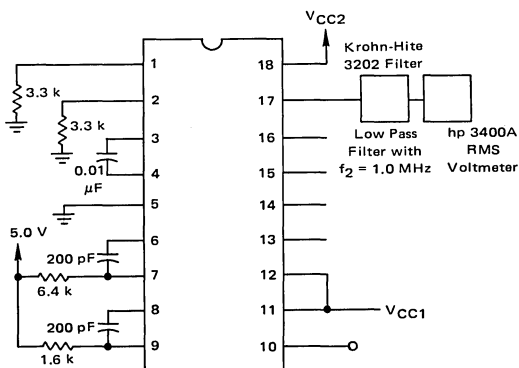 VCC2
Krohn-Hite
3202 Filter
1
18
3.3 k
2
17
3.3 k
3
16
Low Pass
Filter with
f2 = 1.0 MHz
hp 3400A
RMS
Voltmeter
0.01
µF
4
15
5
14
5.0 V
6
13
200 pF
7
12
6.4 k
8
11
VCC1
200 pF
9
10
1.6 k